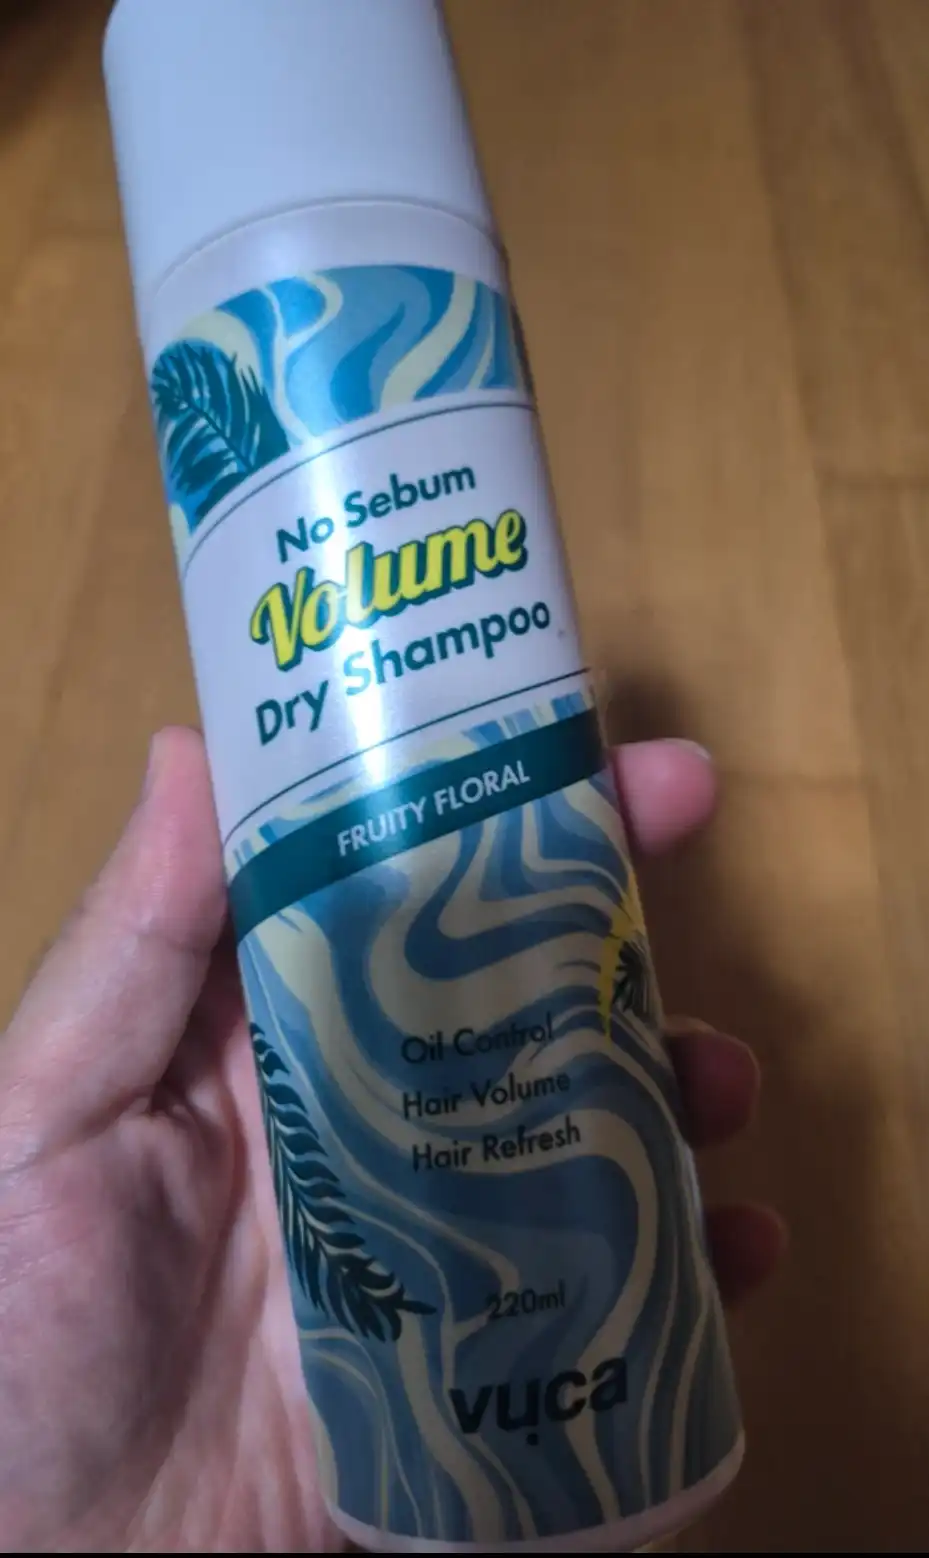 No Sebum
Volume
Dry Shampoo
FRUITY FLORAL
Oil Control
Hair Volume
Hair Refresh
220ml
vụca